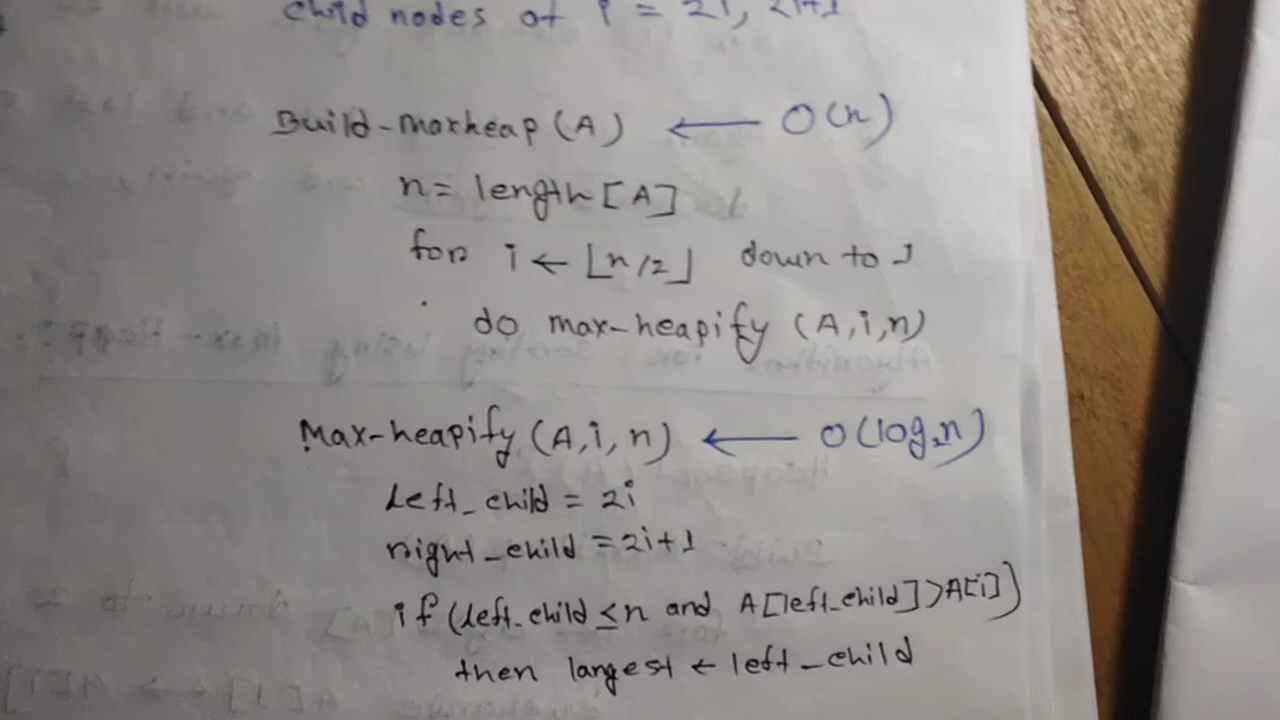 child nodes of i = 2i, 2i+1
Build-maxheap (A) ← O(n)
n = length [A]
for i ← ⌊n/2⌋ down to 1
do max-heapify (A, i, n)
Max-heapify (A, i, n) ← O(log₂n)
Left_child = 2i
right_child = 2i+1
if (left_child ≤ n and A[left_child] > A[i])
then largest ← left_child